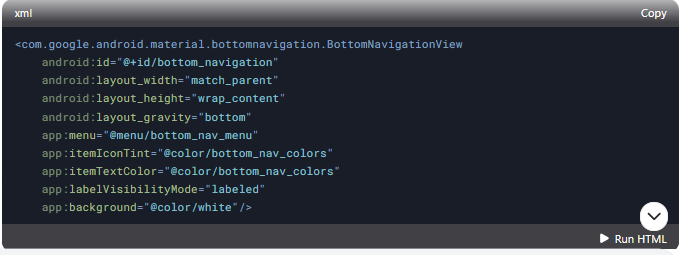 xml
Copy
<com.google.android.material.bottomnavigation.BottomNavigationView
android:id="@+id/bottom_navigation"
android:layout_width="match_parent"
android:layout_height="wrap_content"
android:layout_gravity="bottom"
app:menu="@menu/bottom_nav_menu"
app:itemIconTint="@color/bottom_nav_colors"
app:itemTextColor="@color/bottom_nav_colors"
app:labelVisibilityMode="labeled"
app:background="@color/white"/>
Run HTML